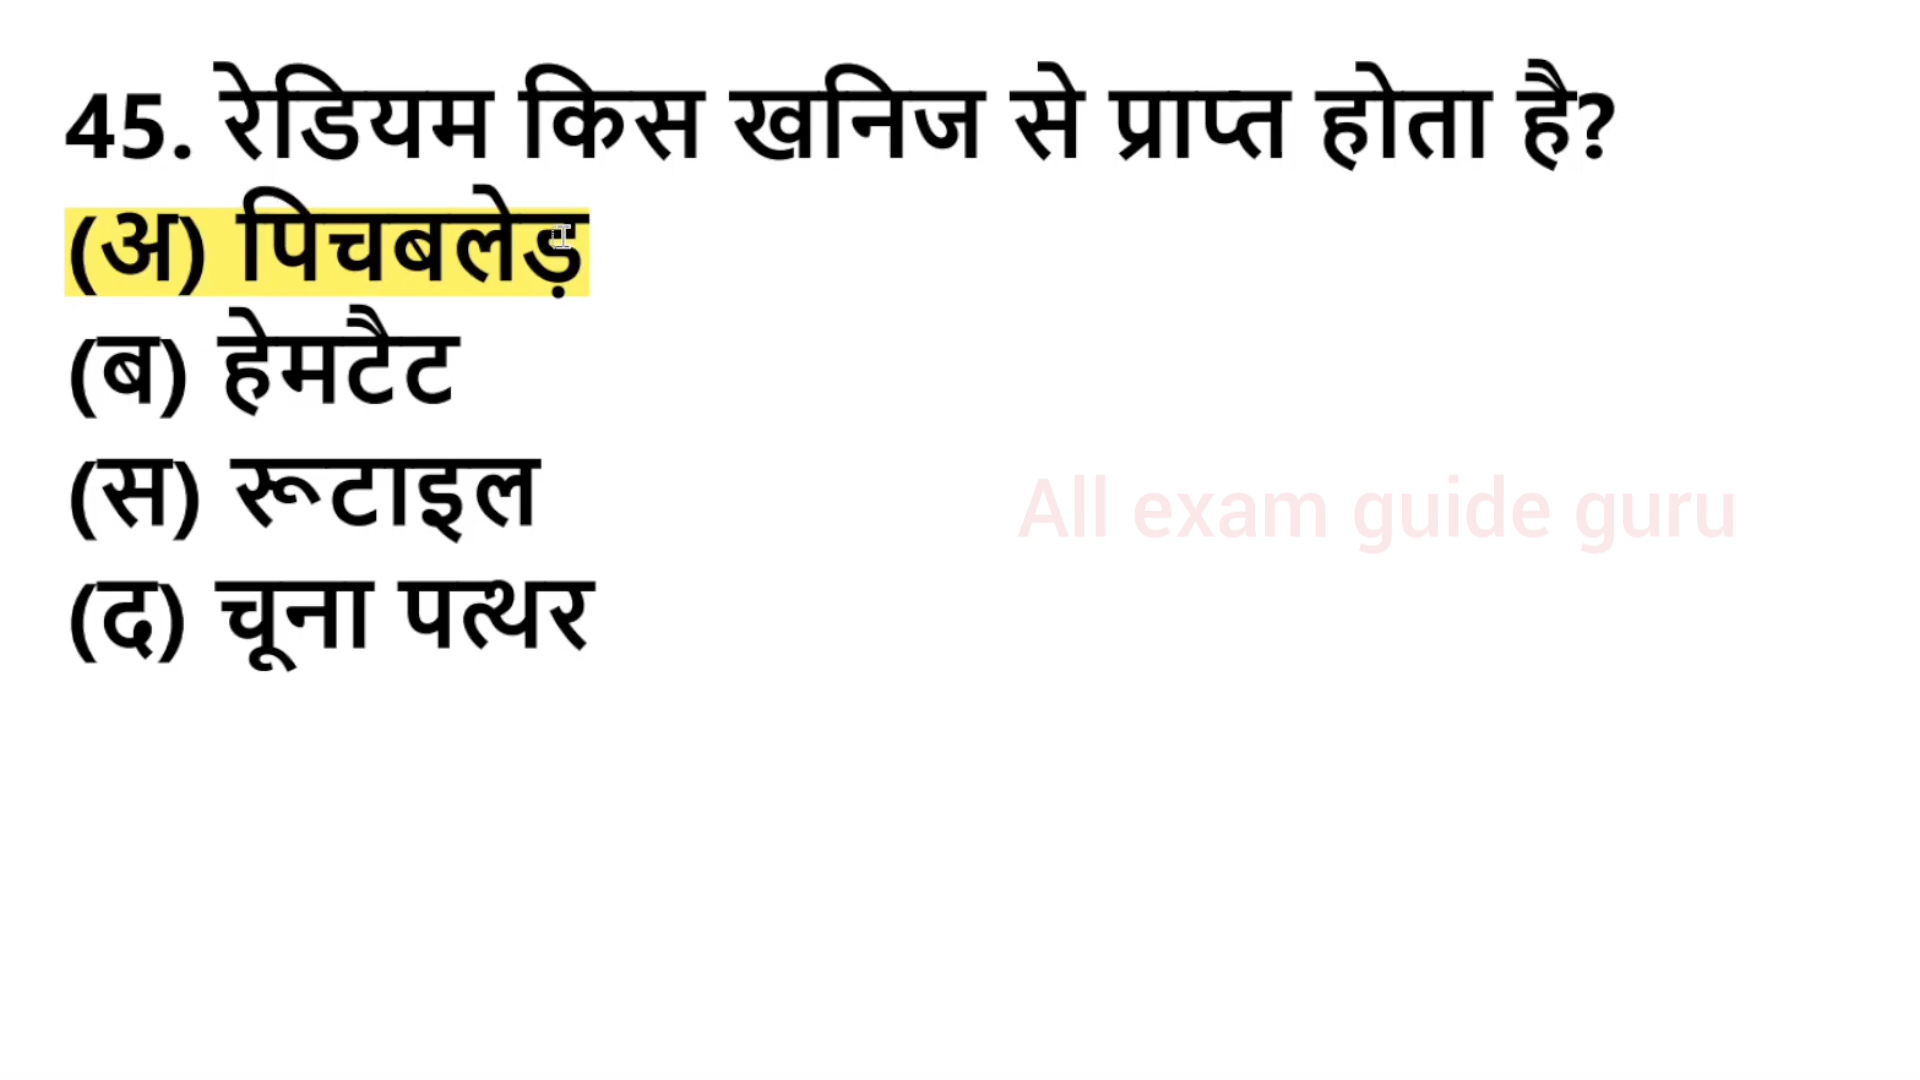 45. रेडियम किस खनिज से प्राप्त होता है?
(अ) पिचबलेड़
(ब) हेमटैट
(स) रूटाइल
All exam guide guru
(द) चूना पत्थर